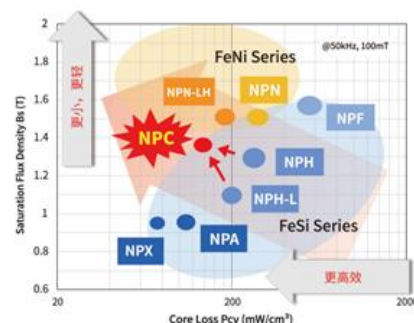 2
1.8
1.6
1.4
1.2
1
0.8
0.6
Saturation Flux Density Bs (T)
更小，更轻
FeNi Series
@50kHz, 100mT
NPN-LH
NPN
NPF
NPC
NPH
NPH-L
FeSi Series
NPX
NPA
更高效
20
200
2000
Core Loss Pcv (mW/cm³)